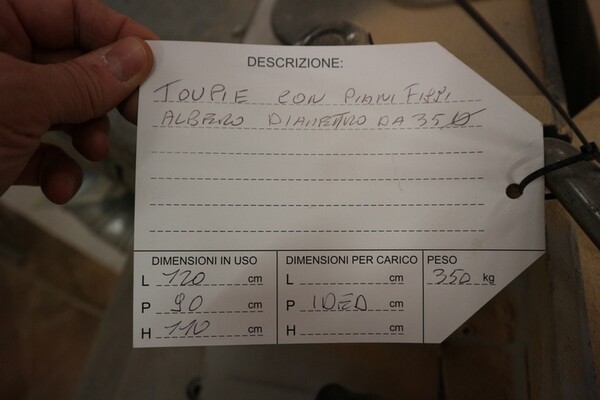 DESCRIZIONE:
TOUPIE CON PIANI FISSI
ALBERO DIAMETRO DA 35
DIMENSIONI IN USO
L 120 cm
P 90 cm
H 110 cm
DIMENSIONI PER CARICO
L cm
P IDEO cm
H cm
PESO
350 kg